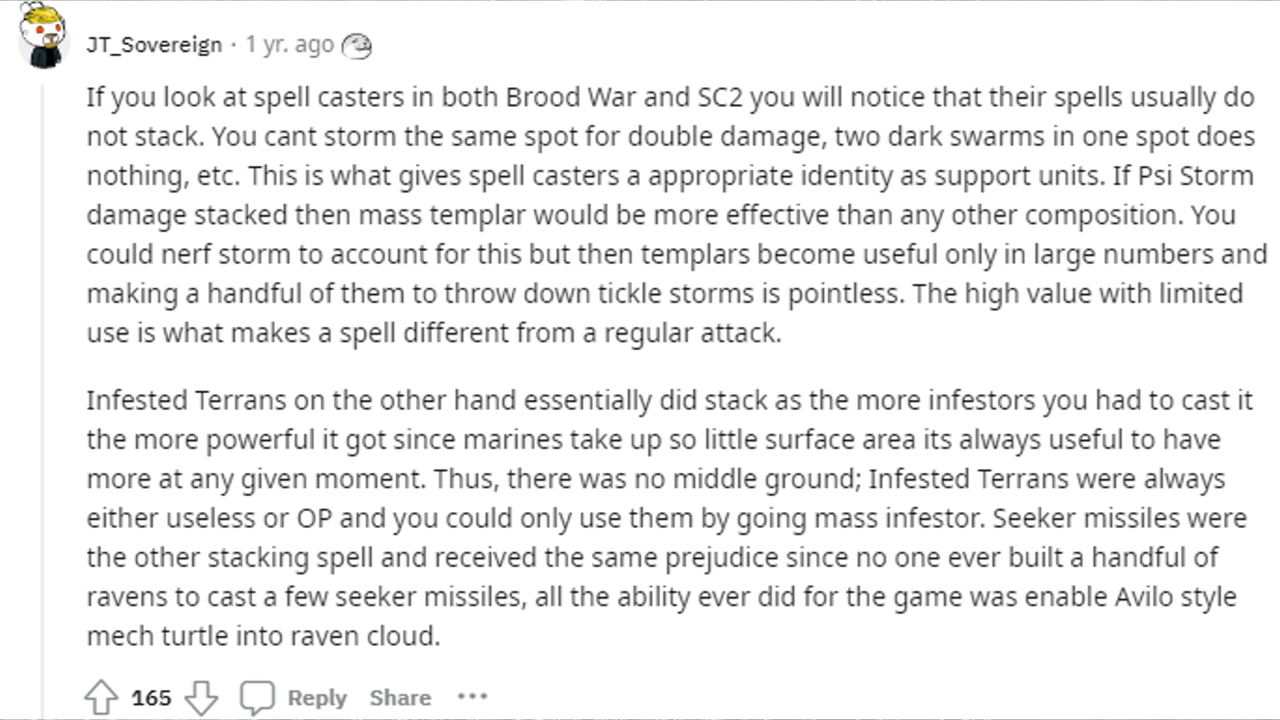 JT_Sovereign · 1 yr. ago
If you look at spell casters in both Brood War and SC2 you will notice that their spells usually do
not stack. You cant storm the same spot for double damage, two dark swarms in one spot does
nothing, etc. This is what gives spell casters a appropriate identity as support units. If Psi Storm
damage stacked then mass templar would be more effective than any other composition. You
could nerf storm to account for this but then templars become useful only in large numbers and
making a handful of them to throw down tickle storms is pointless. The high value with limited
use is what makes a spell different from a regular attack.
Infested Terrans on the other hand essentially did stack as the more infestors you had to cast it
the more powerful it got since marines take up so little surface area its always useful to have
more at any given moment. Thus, there was no middle ground; Infested Terrans were always
either useless or OP and you could only use them by going mass infestor. Seeker missiles were
the other stacking spell and received the same prejudice since no one ever built a handful of
ravens to cast a few seeker missiles, all the ability ever did for the game was enable Avilo style
mech turtle into raven cloud.
165 Reply Share •••